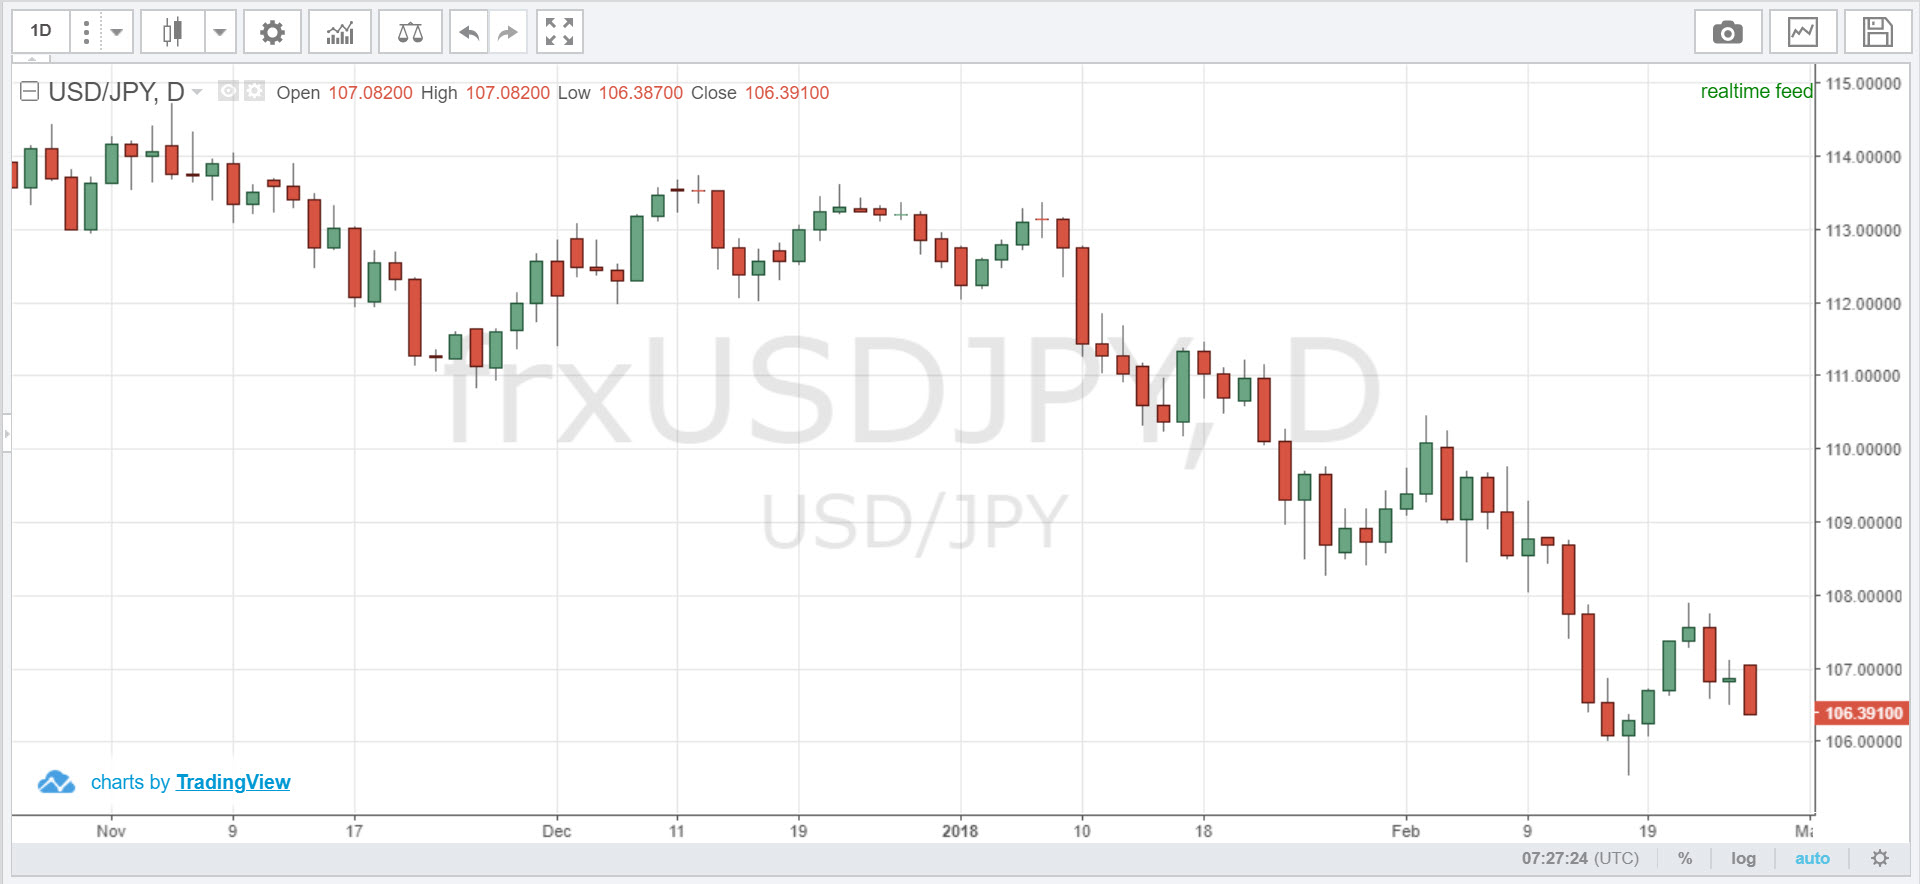 1D
USD/JPY, D Open 107.08200 High 107.08200 Low 106.38700 Close 106.39100
realtime feed
115.00000
114.00000
113.00000
112.00000
111.00000
110.00000
109.00000
108.00000
107.00000
106.39100
106.00000
frxUSDJPY, D
USD/JPY
charts by TradingView
Nov 9 17 Dec 11 19 2018 10 18 Feb 9 19
07:27:24 (UTC) % log auto